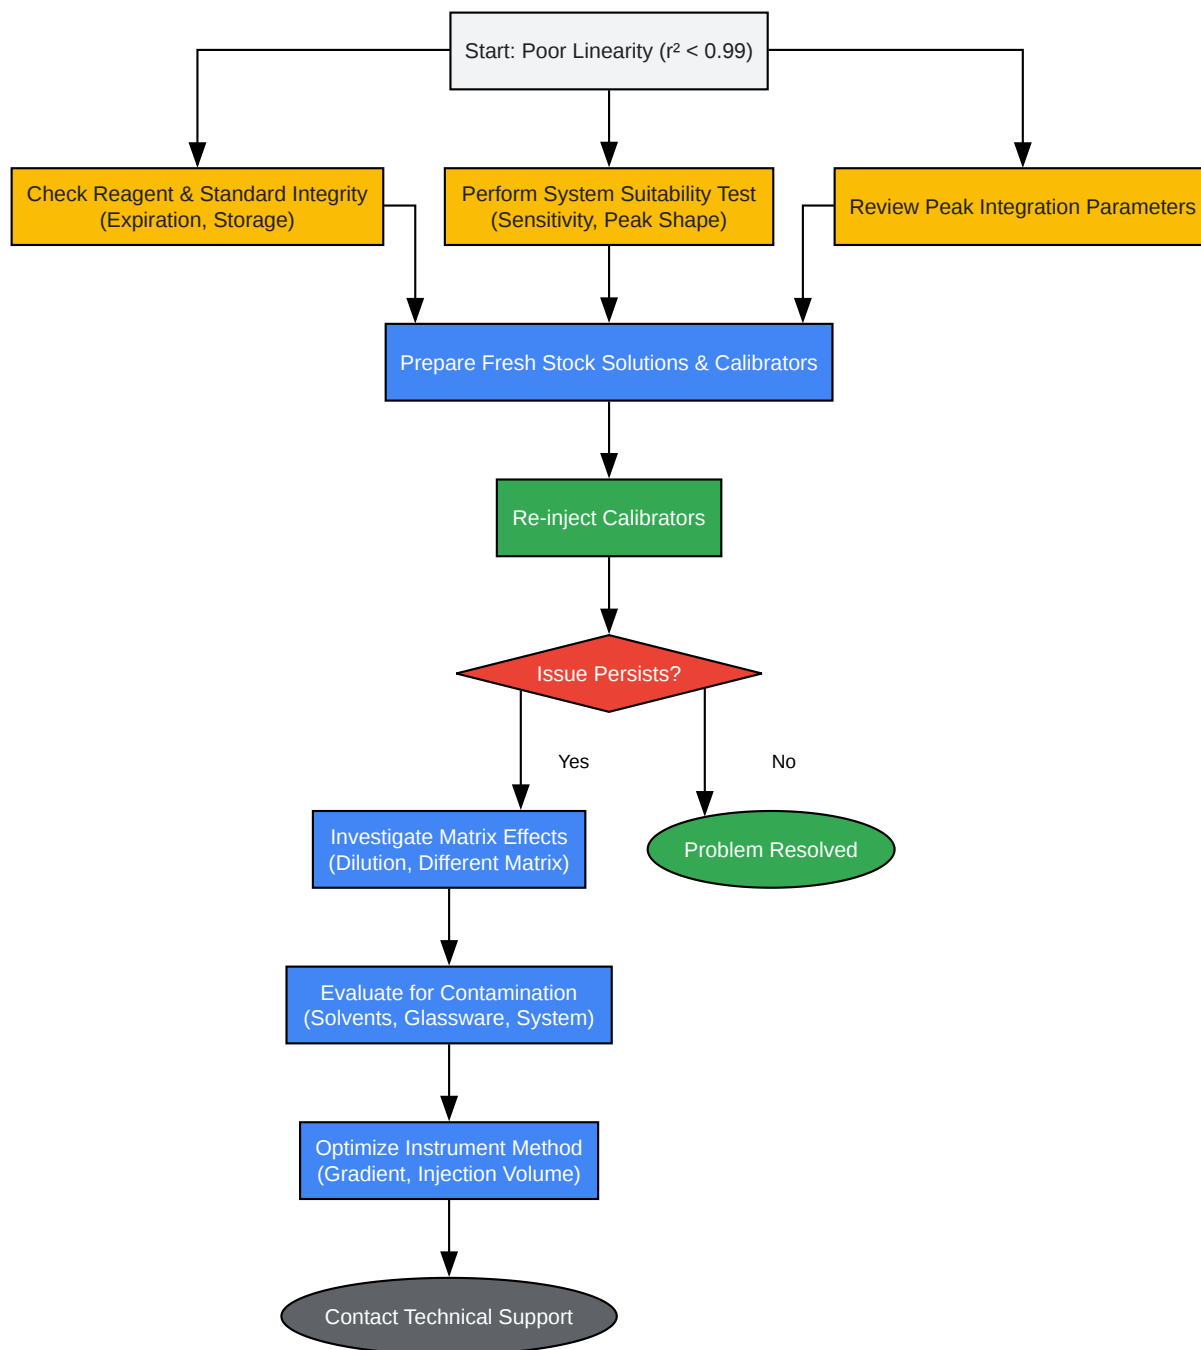 Start: Poor Linearity (r² < 0.99)
Check Reagent & Standard Integrity
(Expiration, Storage)
Perform System Suitability Test
(Sensitivity, Peak Shape)
Review Peak Integration Parameters
Prepare Fresh Stock Solutions & Calibrators
Re-inject Calibrators
Issue Persists?
Yes
No
Investigate Matrix Effects
(Dilution, Different Matrix)
Problem Resolved
Evaluate for Contamination
(Solvents, Glassware, System)
Optimize Instrument Method
(Gradient, Injection Volume)
Contact Technical Support